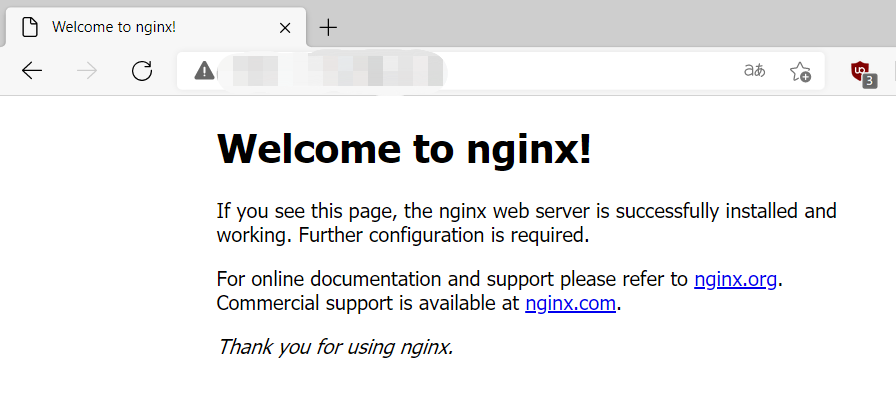 Welcome to nginx!
aあ
3
Welcome to nginx!
If you see this page, the nginx web server is successfully installed and
working. Further configuration is required.
For online documentation and support please refer to nginx.org.
Commercial support is available at nginx.com.
Thank you for using nginx.